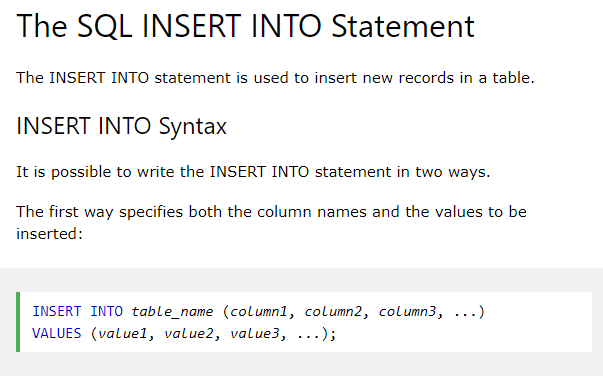 The SQL INSERT INTO Statement
The INSERT INTO statement is used to insert new records in a table.
INSERT INTO Syntax
It is possible to write the INSERT INTO statement in two ways.
The first way specifies both the column names and the values to be
inserted:
INSERT INTO table_name (column1, column2, column3, ...)
VALUES (value1, value2, value3, ...);